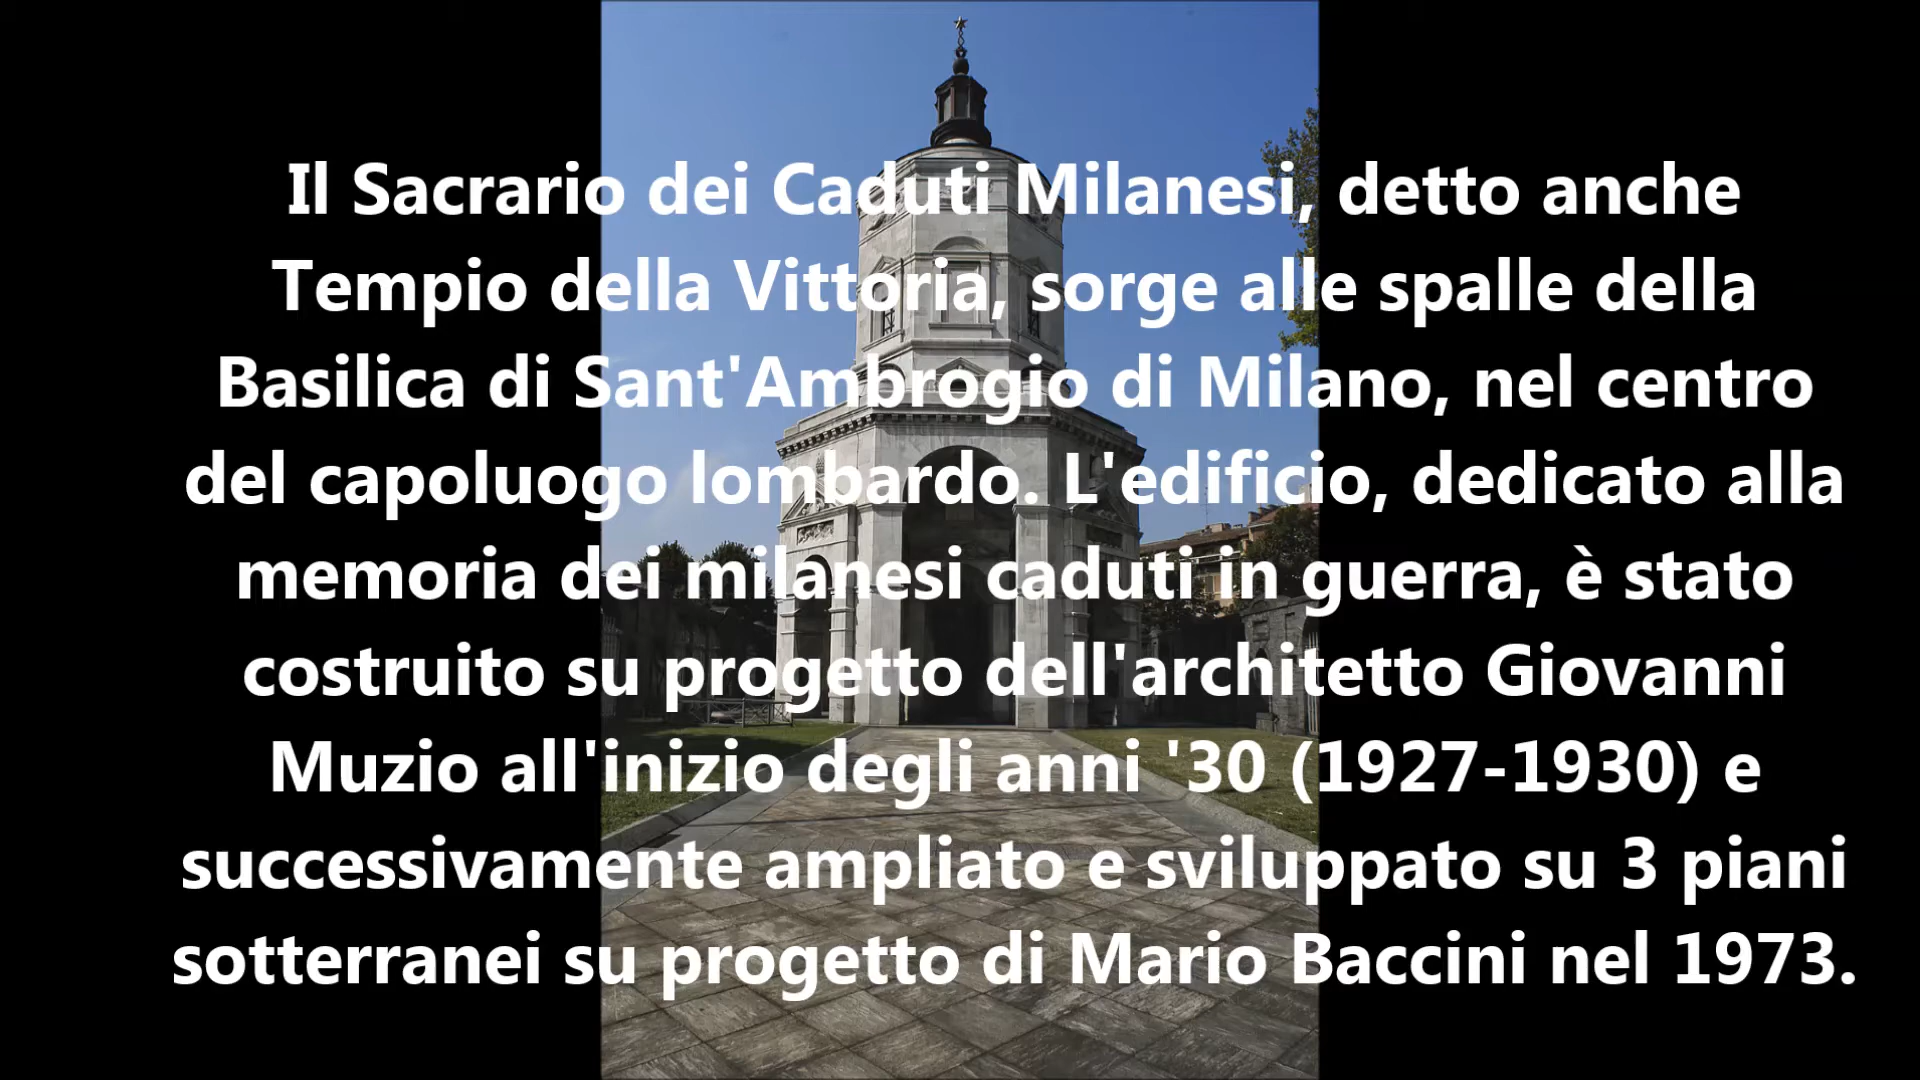 Il Sacrario dei Caduti Milanesi, detto anche
Tempio della Vittoria, sorge alle spalle della
Basilica di Sant'Ambrogio di Milano, nel centro
del capoluogo lombardo. L'edificio, dedicato alla
memoria dei milanesi caduti in guerra, è stato
costruito su progetto dell'architetto Giovanni
Muzio all'inizio degli anni '30 (1927-1930) e
successivamente ampliato e sviluppato su 3 piani
sotterranei su progetto di Mario Baccini nel 1973.